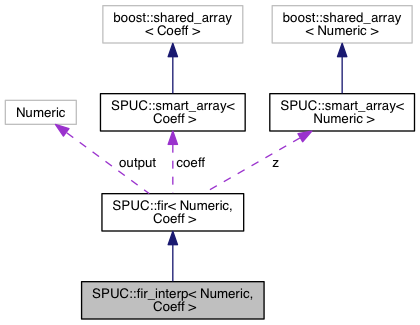 boost::shared_array
< Coeff >
boost::shared_array
< Numeric >
Numeric
SPUC::smart_array<
Coeff >
SPUC::smart_array<
Numeric >
output
coeff
z
SPUC::fir< Numeric,
Coeff >
SPUC::fir_interp< Numeric,
Coeff >